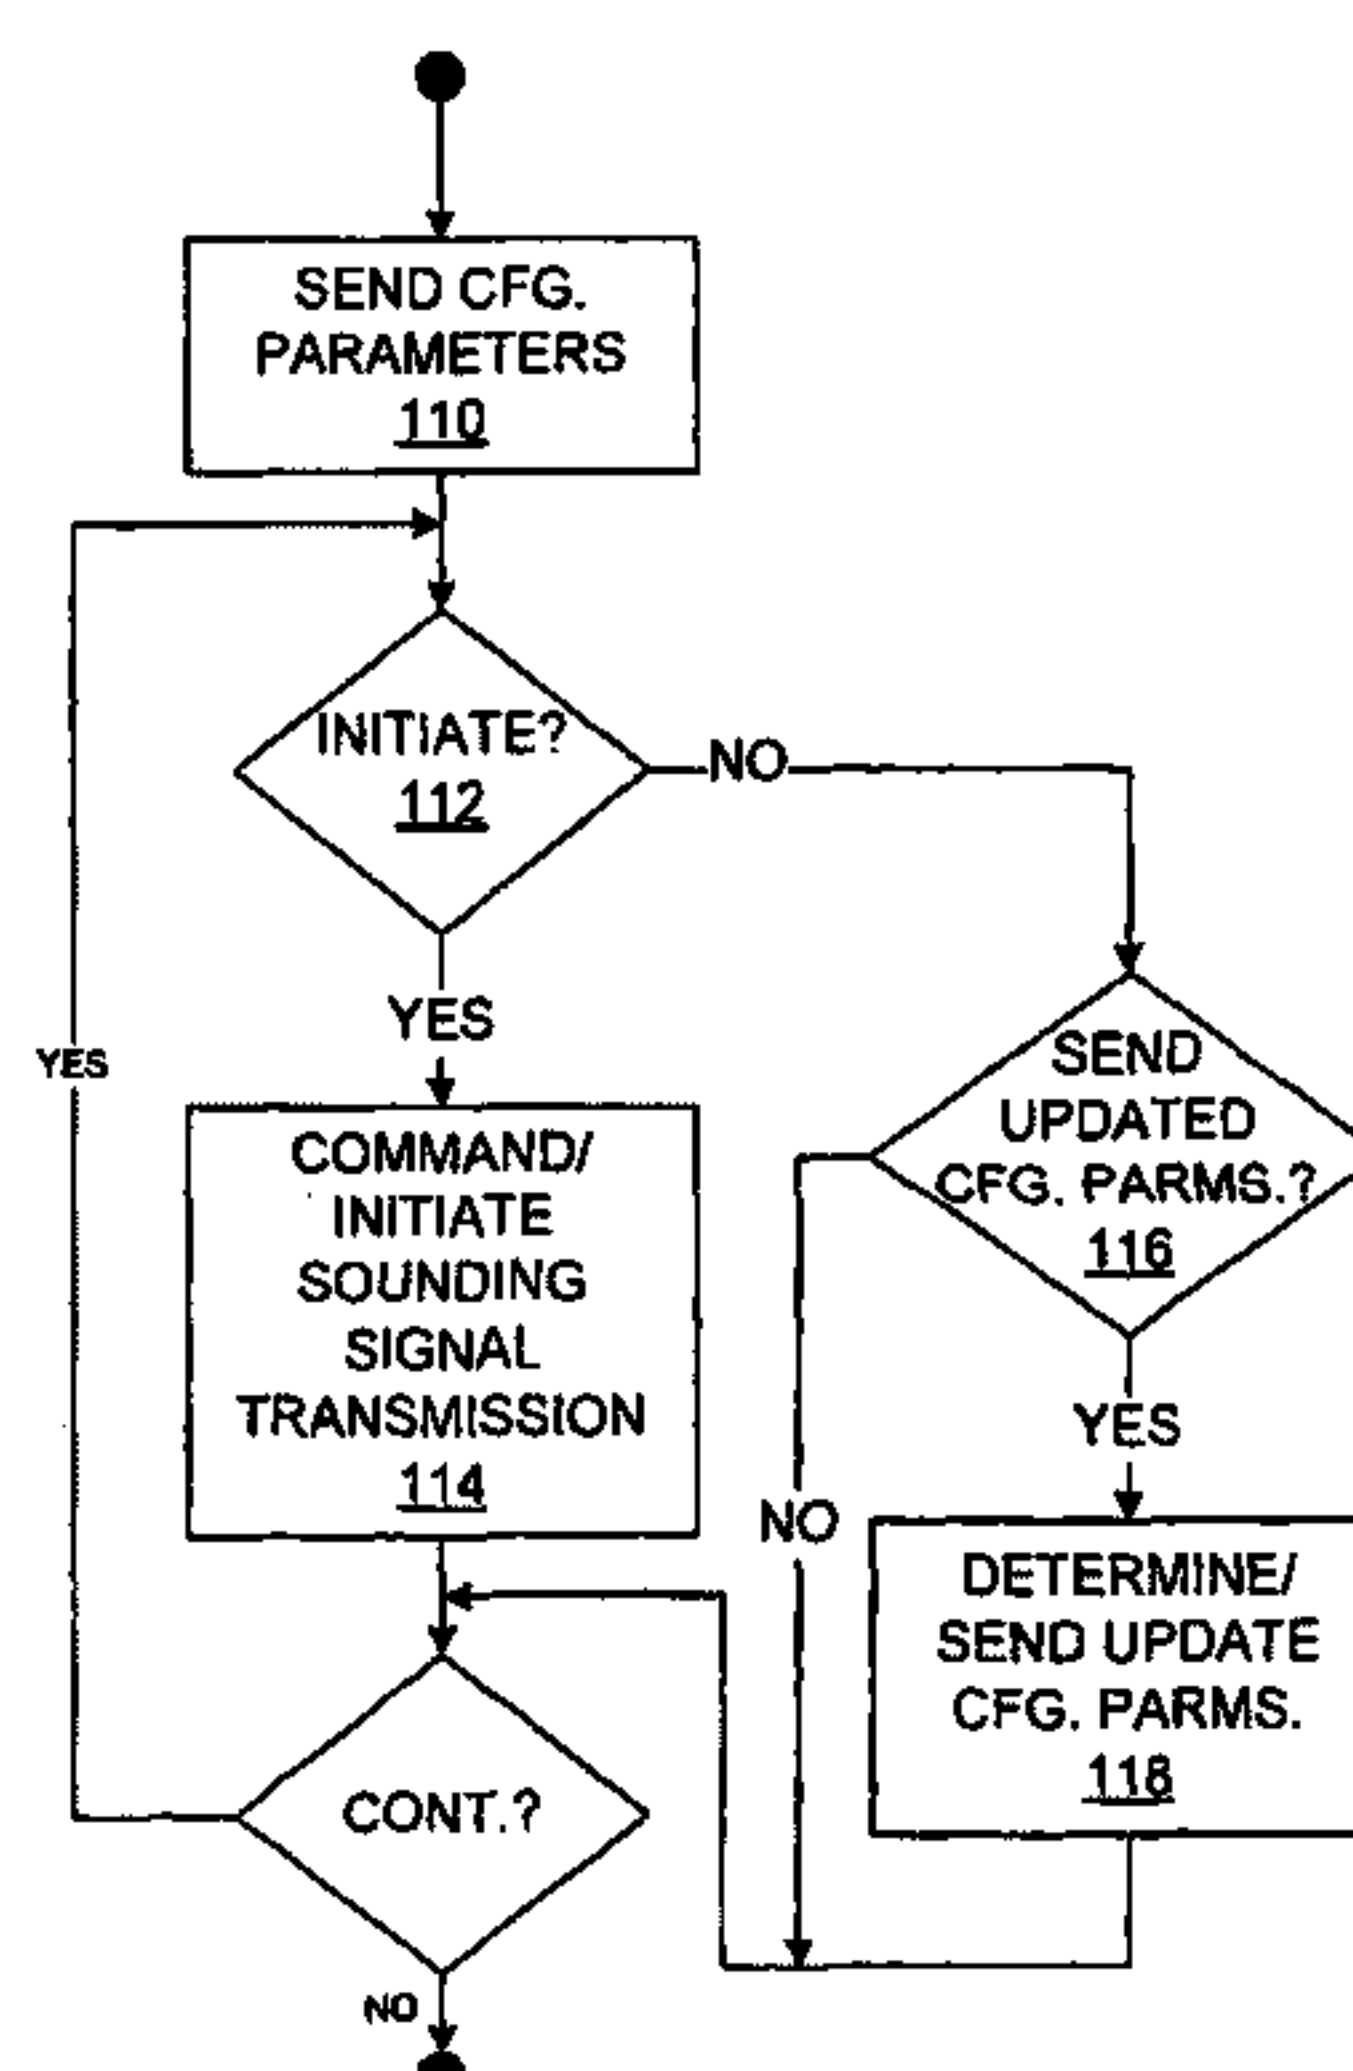 SEND CFG.
PARAMETERS
110
INITIATE?
112
NO
YES
YES
COMMAND/
INITIATE
SOUNDING
SIGNAL
TRANSMISSION
114
SEND
UPDATED
CFG. PARMS.?
116
YES
NO
DETERMINE/
SEND UPDATE
CFG. PARMS.
118
CONT.?
NO